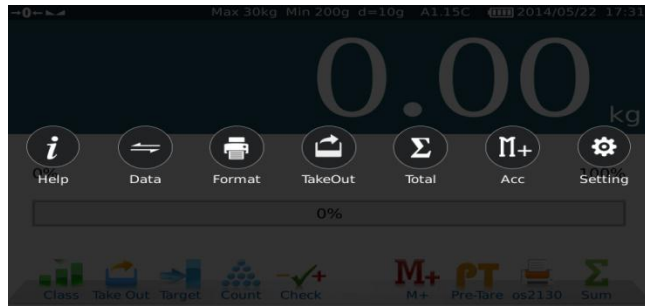 →0← Max 30kg Min 200g d=10g A1.15C 2014/05/22 17:31
0.00 kg
i Σ M+
Help Data Format TakeOut Total Acc Setting
0% 100%
0%
M+ PT Σ
Class Take Out Target Count Check M+ Pre-Tare os2130 Sum